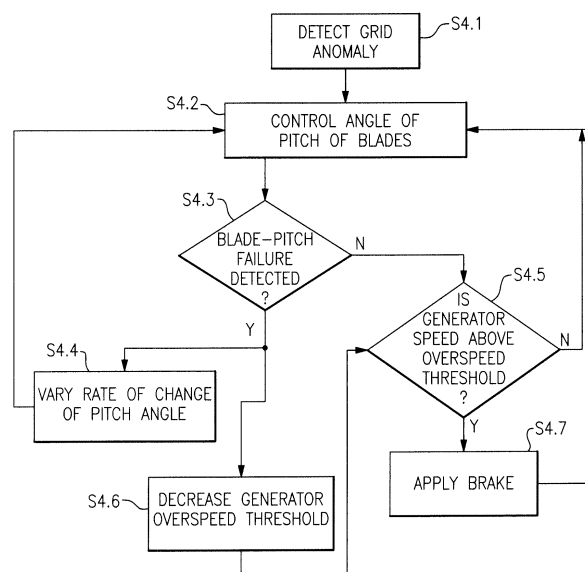 DETECT GRID
ANOMALY
S4.1
S4.2
CONTROL ANGLE OF
PITCH OF BLADES
S4.3
BLADE-PITCH
FAILURE
DETECTED
?
N
Y
S4.5
IS
GENERATOR
SPEED ABOVE
OVERSPEED
THRESHOLD
?
N
Y
S4.4
VARY RATE OF CHANGE
OF PITCH ANGLE
S4.7
APPLY BRAKE
S4.6
DECREASE GENERATOR
OVERSPEED THRESHOLD